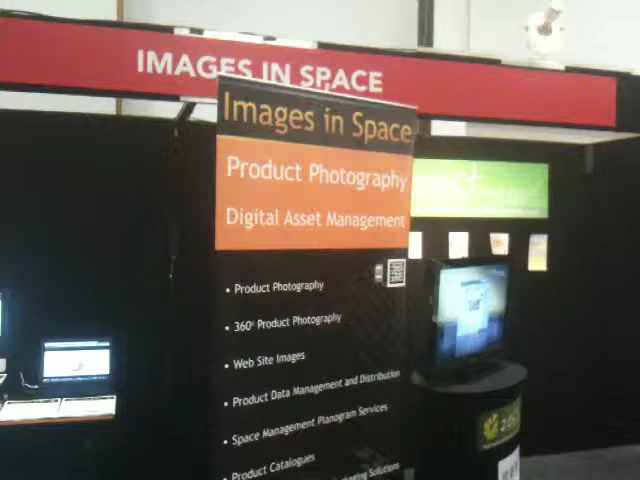 IMAGES IN SPACE
Images in Space
Product Photography
Digital Asset Management
• Product Photography
• 360° Product Photography
• Web Site Images
• Product Data Management and Distribution
• Space Management Planogram Services
• Product Catalogues
Solutions